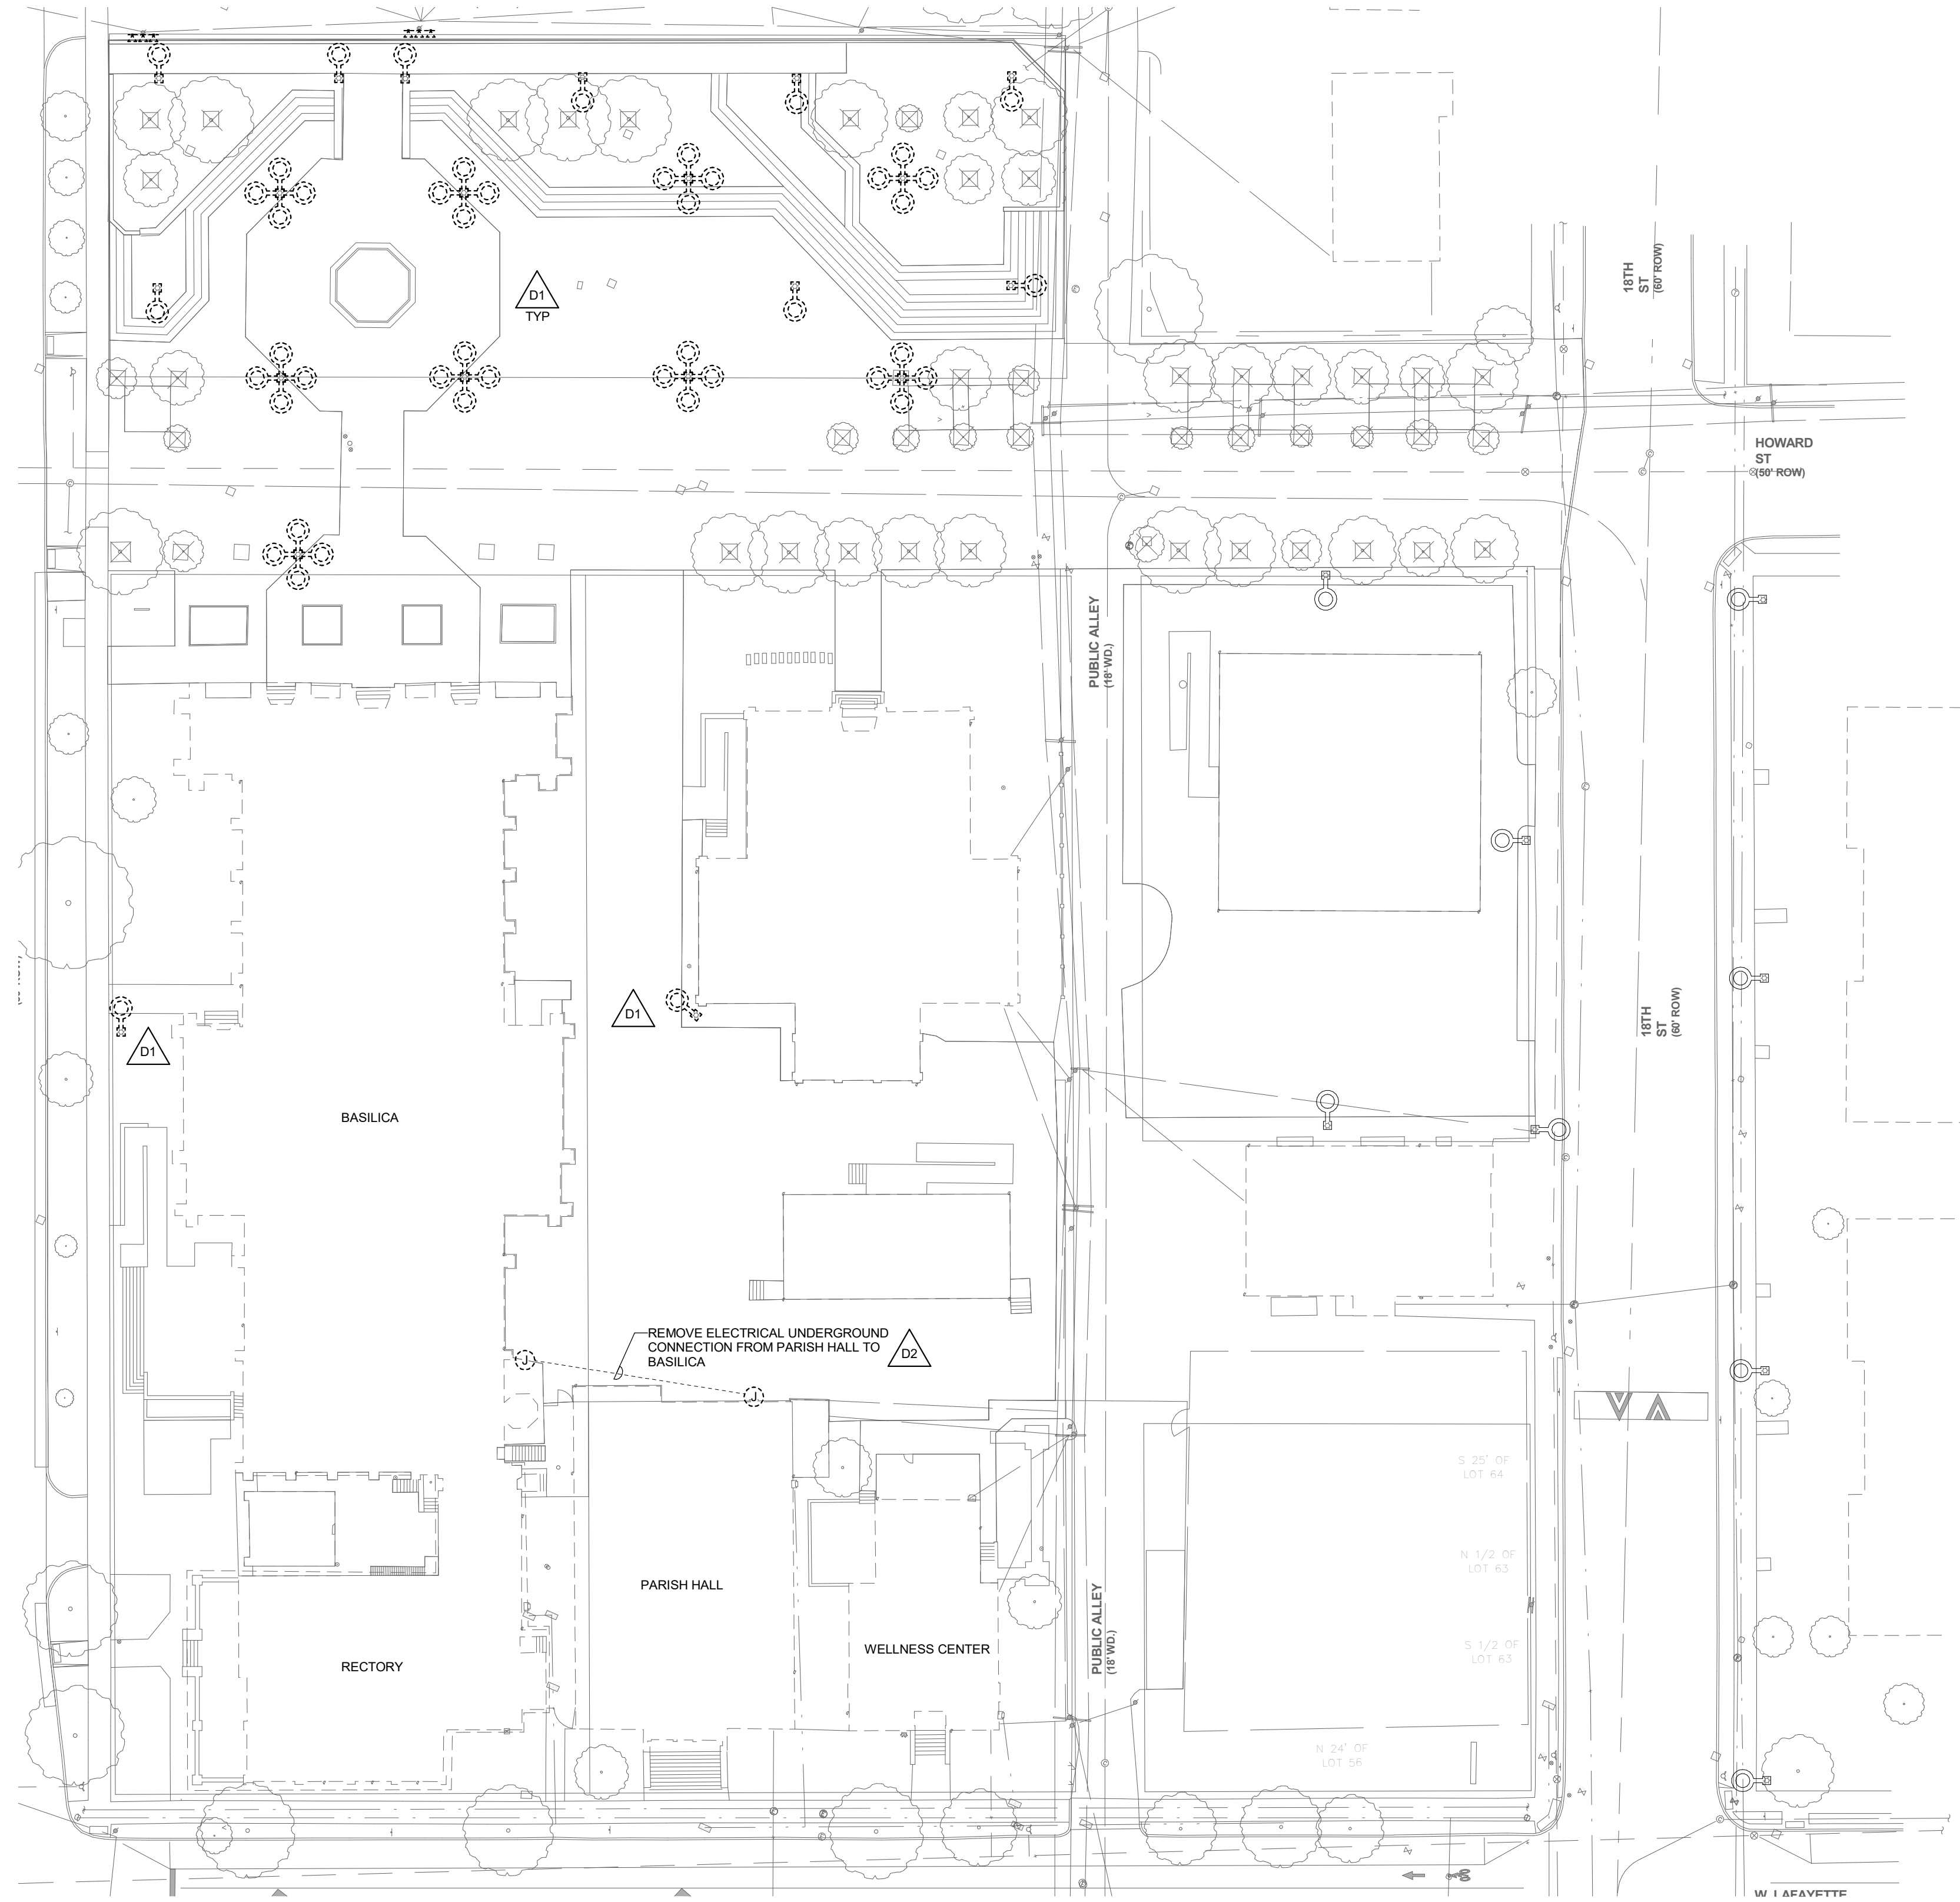 D1
TYP
18TH
ST
(60' ROW)
HOWARD
ST
(50' ROW)
PUBLIC ALLEY
(18' WD.)
D1
D1
18TH
ST
(60' ROW)
BASILICA
REMOVE ELECTRICAL UNDERGROUND
CONNECTION FROM PARISH HALL TO
BASILICA
D2
J
J
S 25' OF
LOT 64
N 1/2 OF
LOT 63
PARISH HALL
PUBLIC ALLEY
(18' WD.)
WELLNESS CENTER
S 1/2 OF
LOT 63
RECTORY
N 24' OF
LOT 56
W. LAFAYETTE